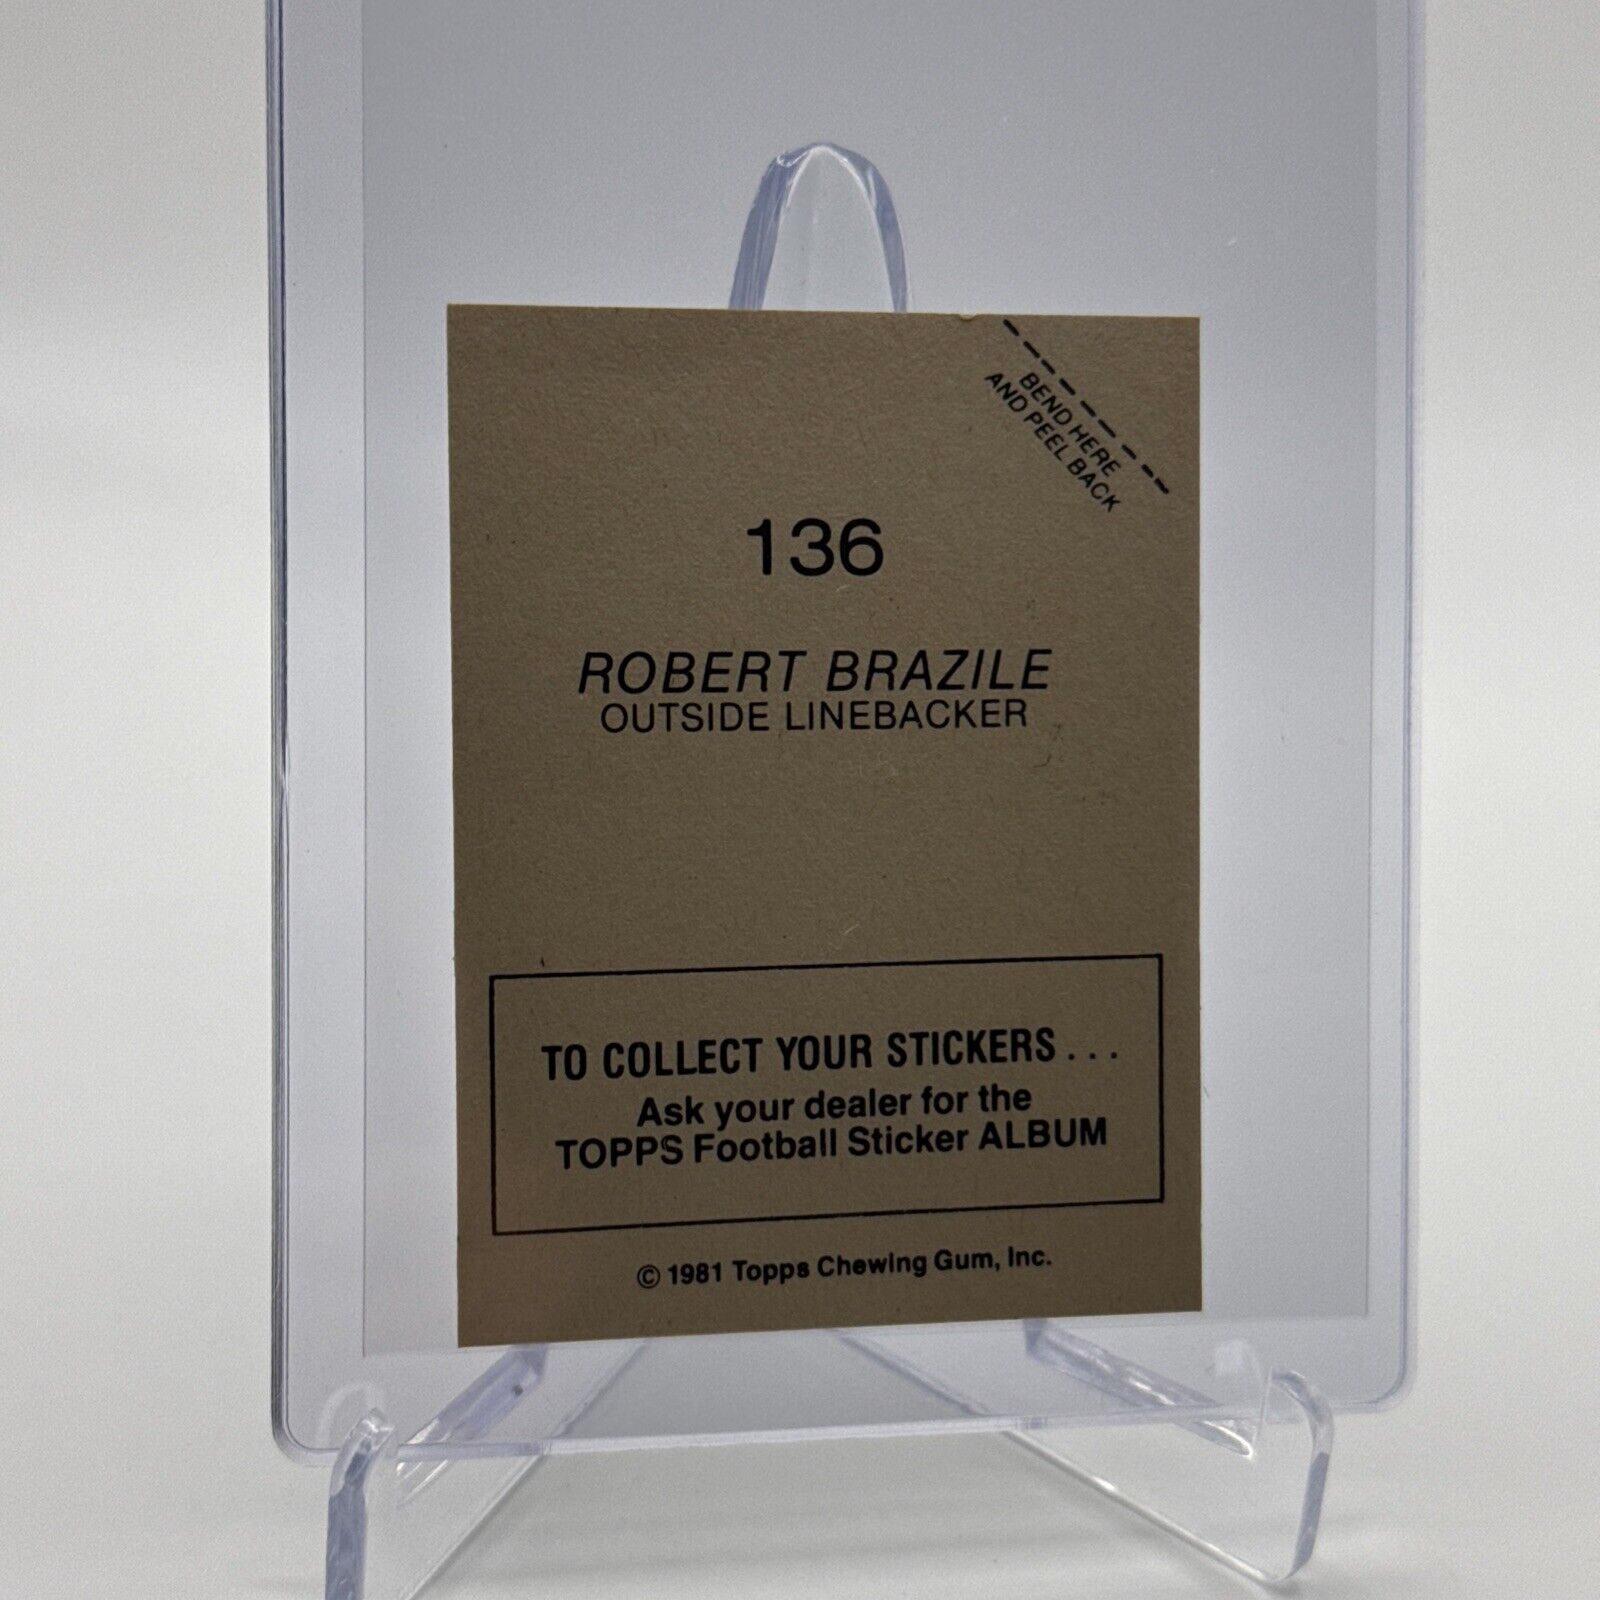 BEND HERE
AND PEEL BACK
136
ROBERT BRAZILE
OUTSIDE LINEBACKER
TO COLLECT YOUR STICKERS . . .
Ask your dealer for the
TOPPS Football Sticker ALBUM
© 1981 Topps Chewing Gum, Inc.